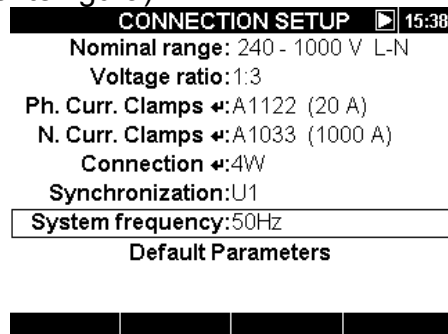 CONNECTION SETUP 15:38
Nominal range: 240 - 1000 V L-N
Voltage ratio:1:3
Ph. Curr. Clamps ↵:A1122 (20 A)
N. Curr. Clamps ↵:A1033 (1000 A)
Connection ↵:4W
Synchronization:U1
System frequency:50Hz
Default Parameters